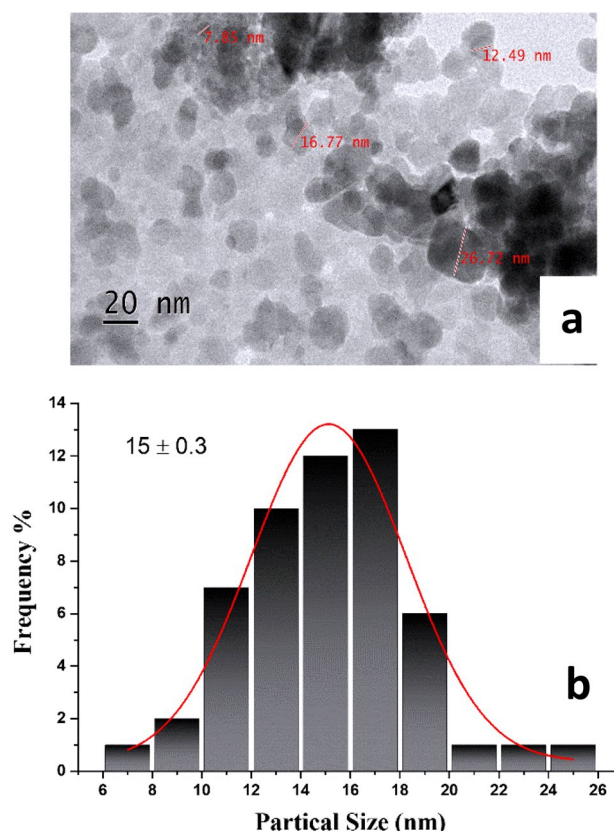 7.85 nm
12.49 nm
16.77 nm
26.72 nm
20 nm
a
14
12
10
8
6
4
2
0
15 ± 0.3
Frequency %
b
6 8 10 12 14 16 18 20 22 24 26
Partical Size (nm)